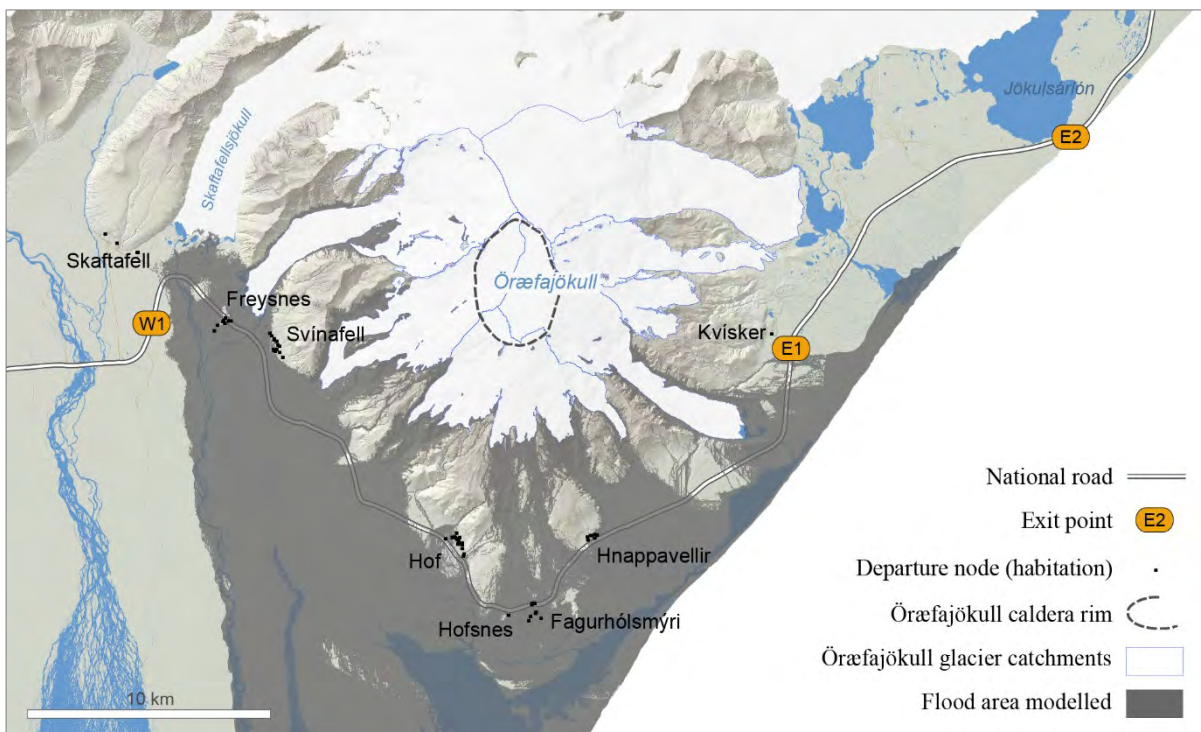 Jökulsárlón
E2
Skaftafellsjökull
Skaftafell
Öræfajökull
Freysnes
W1
Svínafell
Kvísker
E1
National road
Exit point
E2
Hof
Hnappavellir
Departure node (habitation)
Hofsnes
Fagurhólsmýri
Öræfajökull caldera rim
Öræfajökull glacier catchments
10 km
Flood area modelled